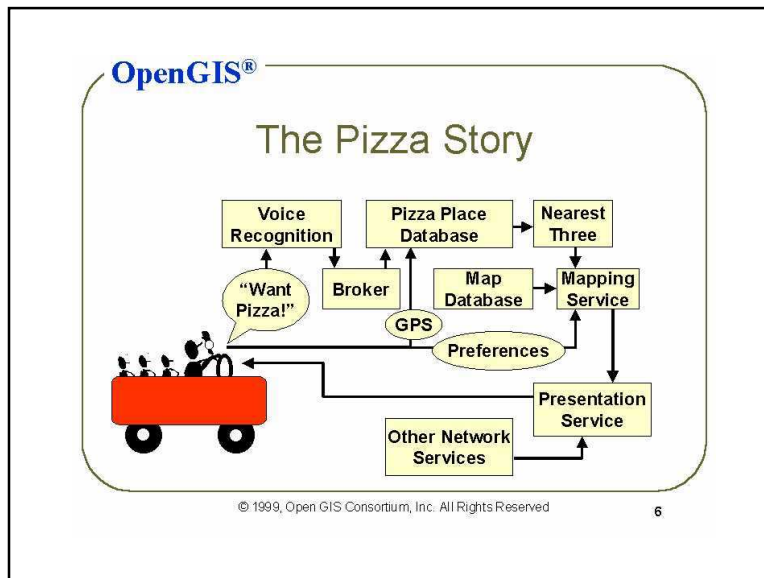 OpenGIS®
The Pizza Story
Voice
Recognition
Pizza Place
Database
Nearest
Three
"Want
Pizza!"
Broker
Map
Database
Mapping
Service
GPS
Preferences
Presentation
Service
Other Network
Services
© 1999, Open GIS Consortium, Inc. All Rights Reserved
6